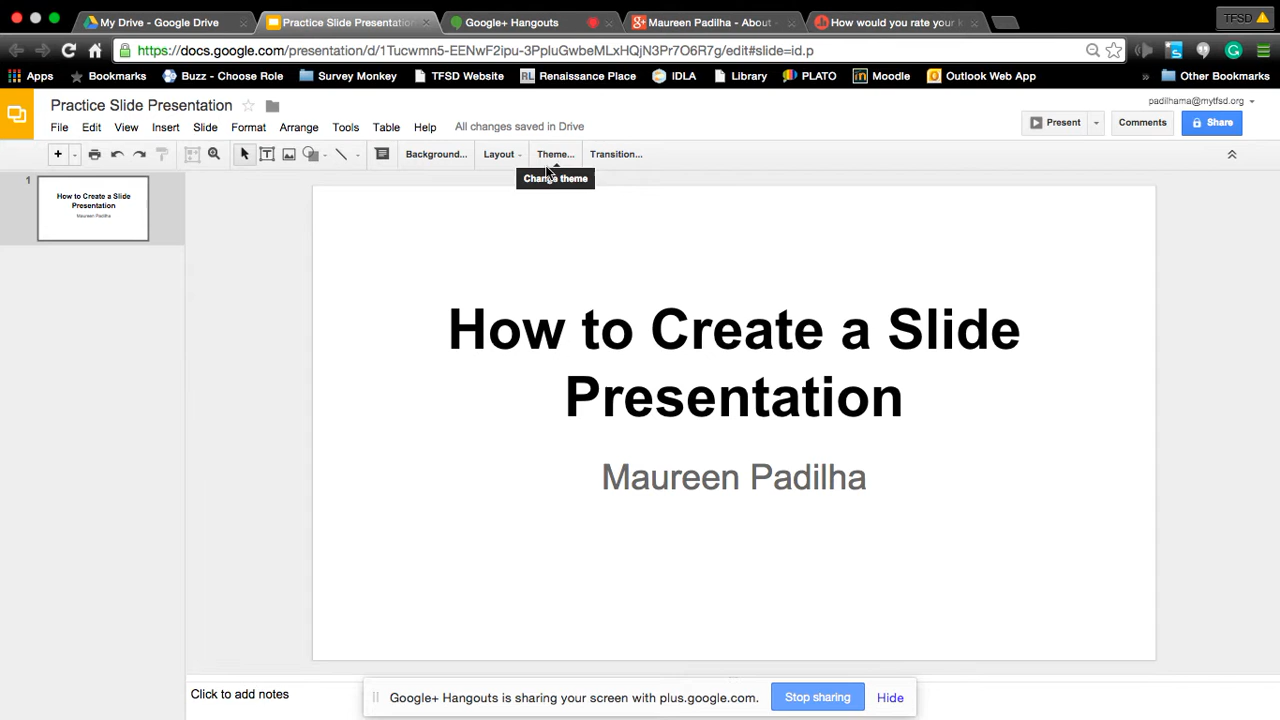 My Drive - Google Drive
Practice Slide Presentation
Google+ Hangouts
Maureen Padilha - About -
How would you rate your k
TFSD
https://docs.google.com/presentation/d/1Tucwmn5-EENwF2ipu-3PpluGwbeMLxHQjN3Pr7O6R7g/edit#slide=id.p
Apps
Bookmarks
Buzz - Choose Role
Survey Monkey
TFSD Website
RL Renaissance Place
IDLA
Library
PLATO
in Moodle
Outlook Web App
»
Other Bookmarks
Practice Slide Presentation
padilhama@mytfsd.org
File Edit View Insert Slide Format Arrange Tools Table Help All changes saved in Drive
Present
Comments
Share
Background... Layout Theme... Transition...
Change theme
1
How to Create a Slide
Presentation
Maureen Padilha
How to Create a Slide
Presentation
Maureen Padilha
Click to add notes
Google+ Hangouts is sharing your screen with plus.google.com.
Stop sharing
Hide